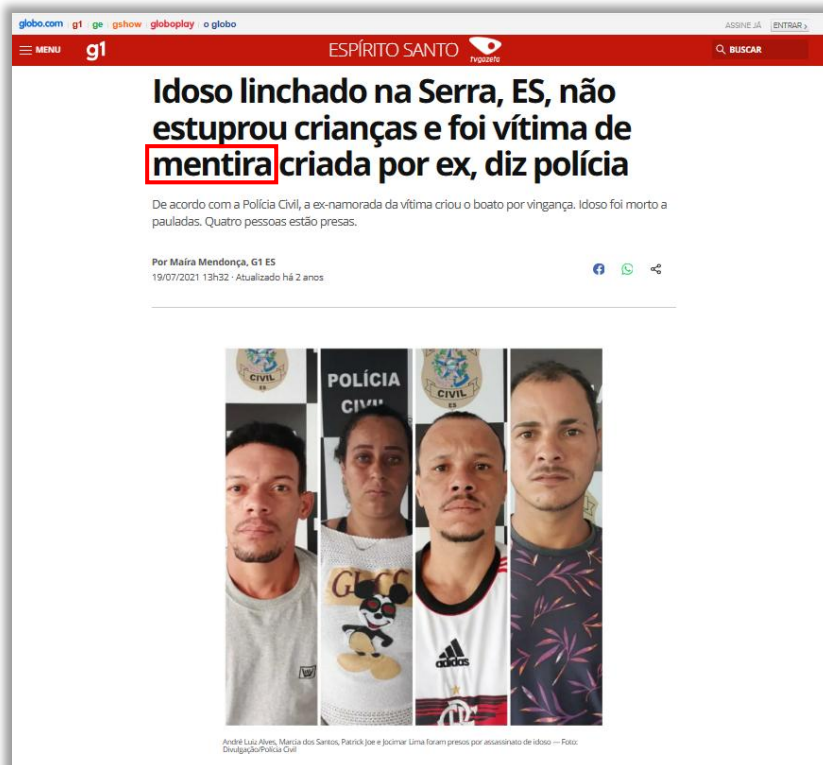 globo.com g1 ge gshow globoplay o globo ASSINE JÁ ENTRAR ›
MENU g1 ESPÍRITO SANTO tvgazeta BUSCAR
Idoso linchado na Serra, ES, não
estuprou crianças e foi vítima de
mentira criada por ex, diz polícia
De acordo com a Polícia Civil, a ex-namorada da vítima criou o boato por vingança. Idoso foi morto a
pauladas. Quatro pessoas estão presas.
Por Maíra Mendonça, G1 ES
19/07/2021 13h32 · Atualizado há 2 anos
CIVIL
ES
POLÍCIA
CIVIL
CIVIL
ES
GUCCI
adidas
André Luiz Alves, Marcia dos Santos, Patrick Joe e Jocimar Lima foram presos por assassinato de idoso — Foto:
Divulgação/Polícia Civil